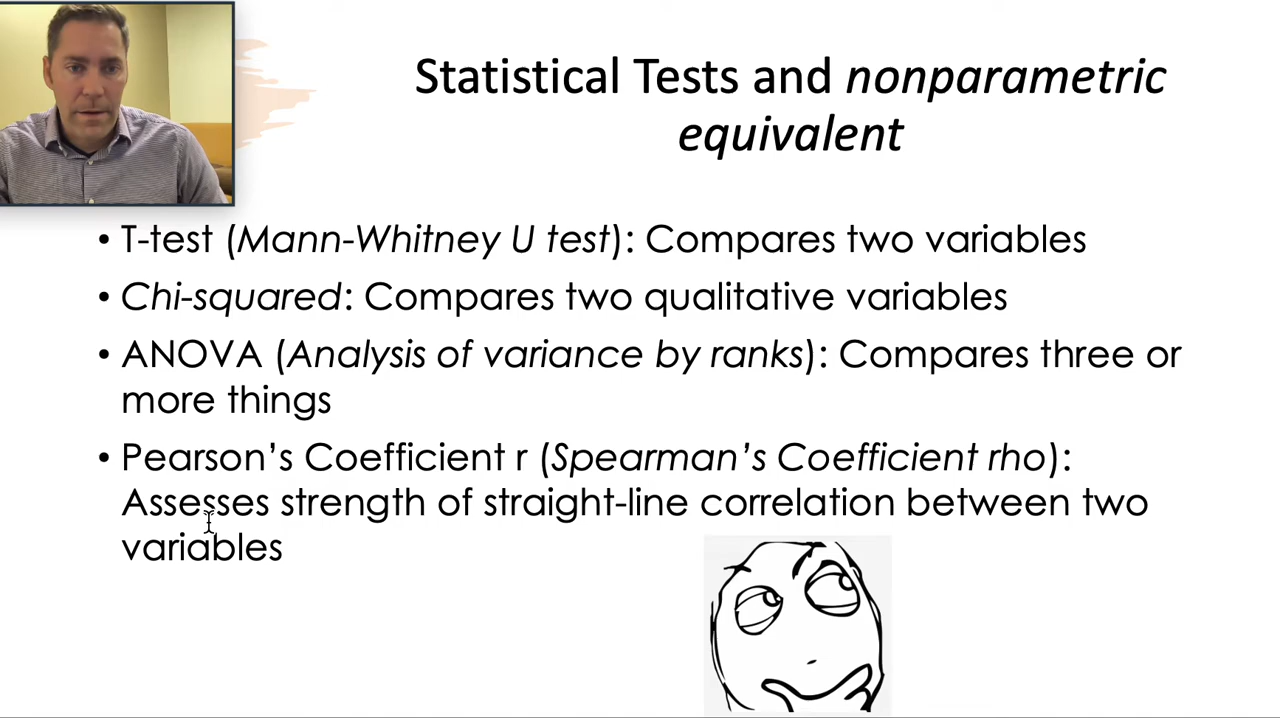 Statistical Tests and nonparametric
equivalent
• T-test (Mann-Whitney U test): Compares two variables
• Chi-squared: Compares two qualitative variables
• ANOVA (Analysis of variance by ranks): Compares three or
more things
• Pearson’s Coefficient r (Spearman’s Coefficient rho):
Assesses strength of straight-line correlation between two
variables